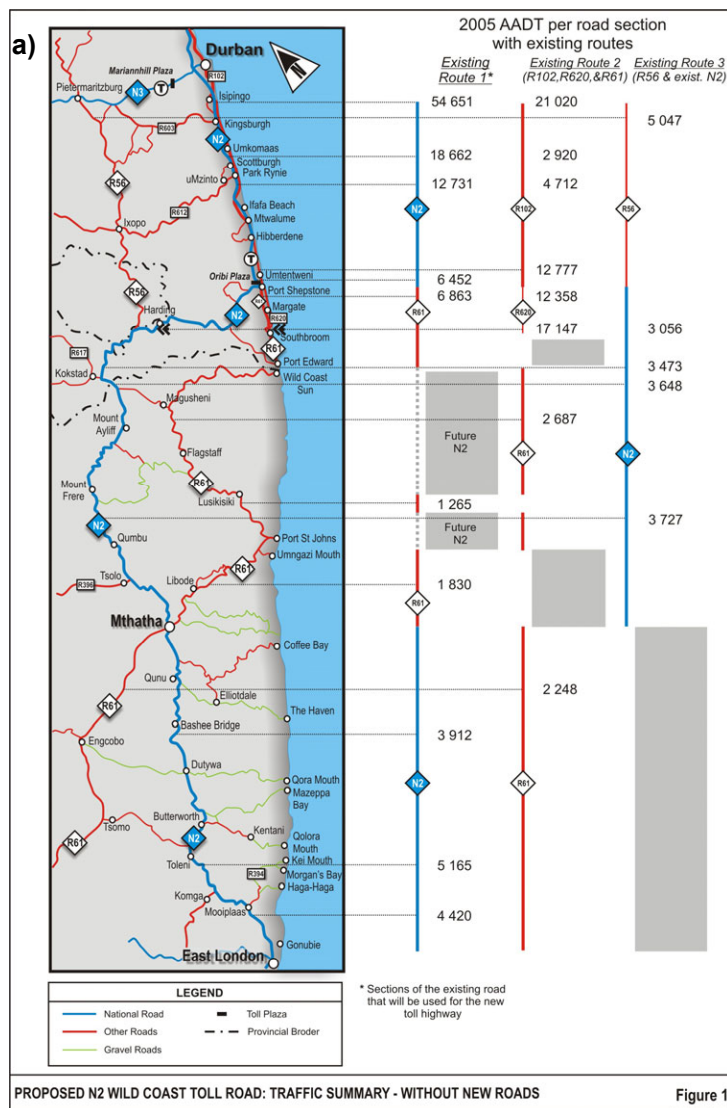 a)
2005 AADT per road section
with existing routes
Existing
Route 1*
Existing Route 2
(R102,R620,&R61)
Existing Route 3
(R56 & exist. N2)
Durban
Mariannhill Plaza
N
R102
Pietermaritzburg
N3
T
Isipingo
Kingsburgh
R603
N2
Umkomaas
Scottburgh
Park Rynie
uMzinto
R56
Ifafa Beach
R612
Mtwalume
Ixopo
Hibberdene
T
Oribi Plaza
Umtentweni
Port Shepstone
R56
R61
Margate
Harding
N2
R620
Southbroom
R61
R617
Port Edward
Kokstad
Wild Coast
Sun
Magusheni
Mount
Ayliff
Flagstaff
Mount
Frere
R61
Lusikisiki
N2
Qumbu
Port St Johns
Umngazi Mouth
R61
Tsolo
Libode
R396
Mthatha
Coffee Bay
Qunu
Elliotdale
R61
The Haven
Bashee Bridge
Engcobo
Dutywa
Qora Mouth
Mazeppa
Bay
Butterworth
Tsomo
Kentani
N2
Qolora
Mouth
R61
Toleni
Kei Mouth
R394
Morgan's Bay
Haga-Haga
Komga
Mooiplaas
Gonubie
East London
54 651
21 020
5 047
18 662
2 920
12 731
4 712
N2
R102
R56
12 777
6 452
6 863
12 358
R61
R620
17 147
3 056
3 473
3 648
2 687
Future
N2
R61
N2
1 265
Future
N2
3 727
1 830
R61
2 248
3 912
N2
R61
5 165
4 420
* Sections of the existing road
that will be used for the new
toll highway
LEGEND
National Road
Toll Plaza
Other Roads
Provincial Broder
Gravel Roads
PROPOSED N2 WILD COAST TOLL ROAD: TRAFFIC SUMMARY - WITHOUT NEW ROADS
Figure 1